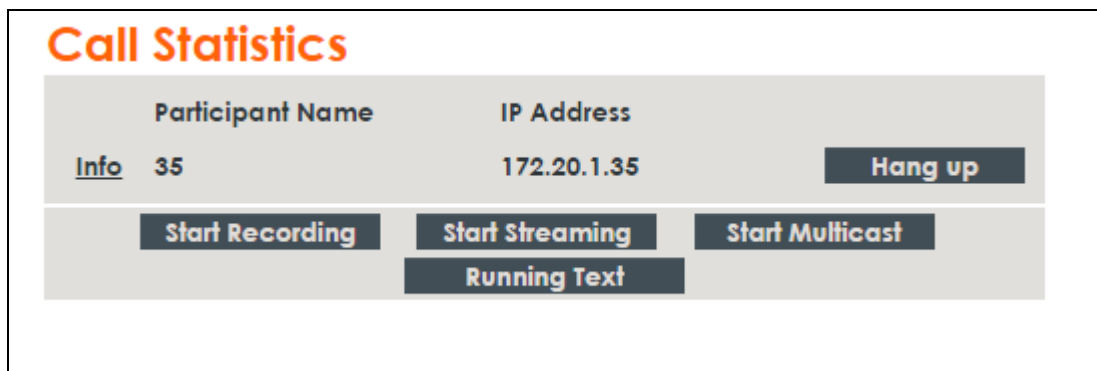 Call Statistics
Participant Name IP Address
Info 35 172.20.1.35 Hang up
Start Recording Start Streaming Start Multicast
Running Text